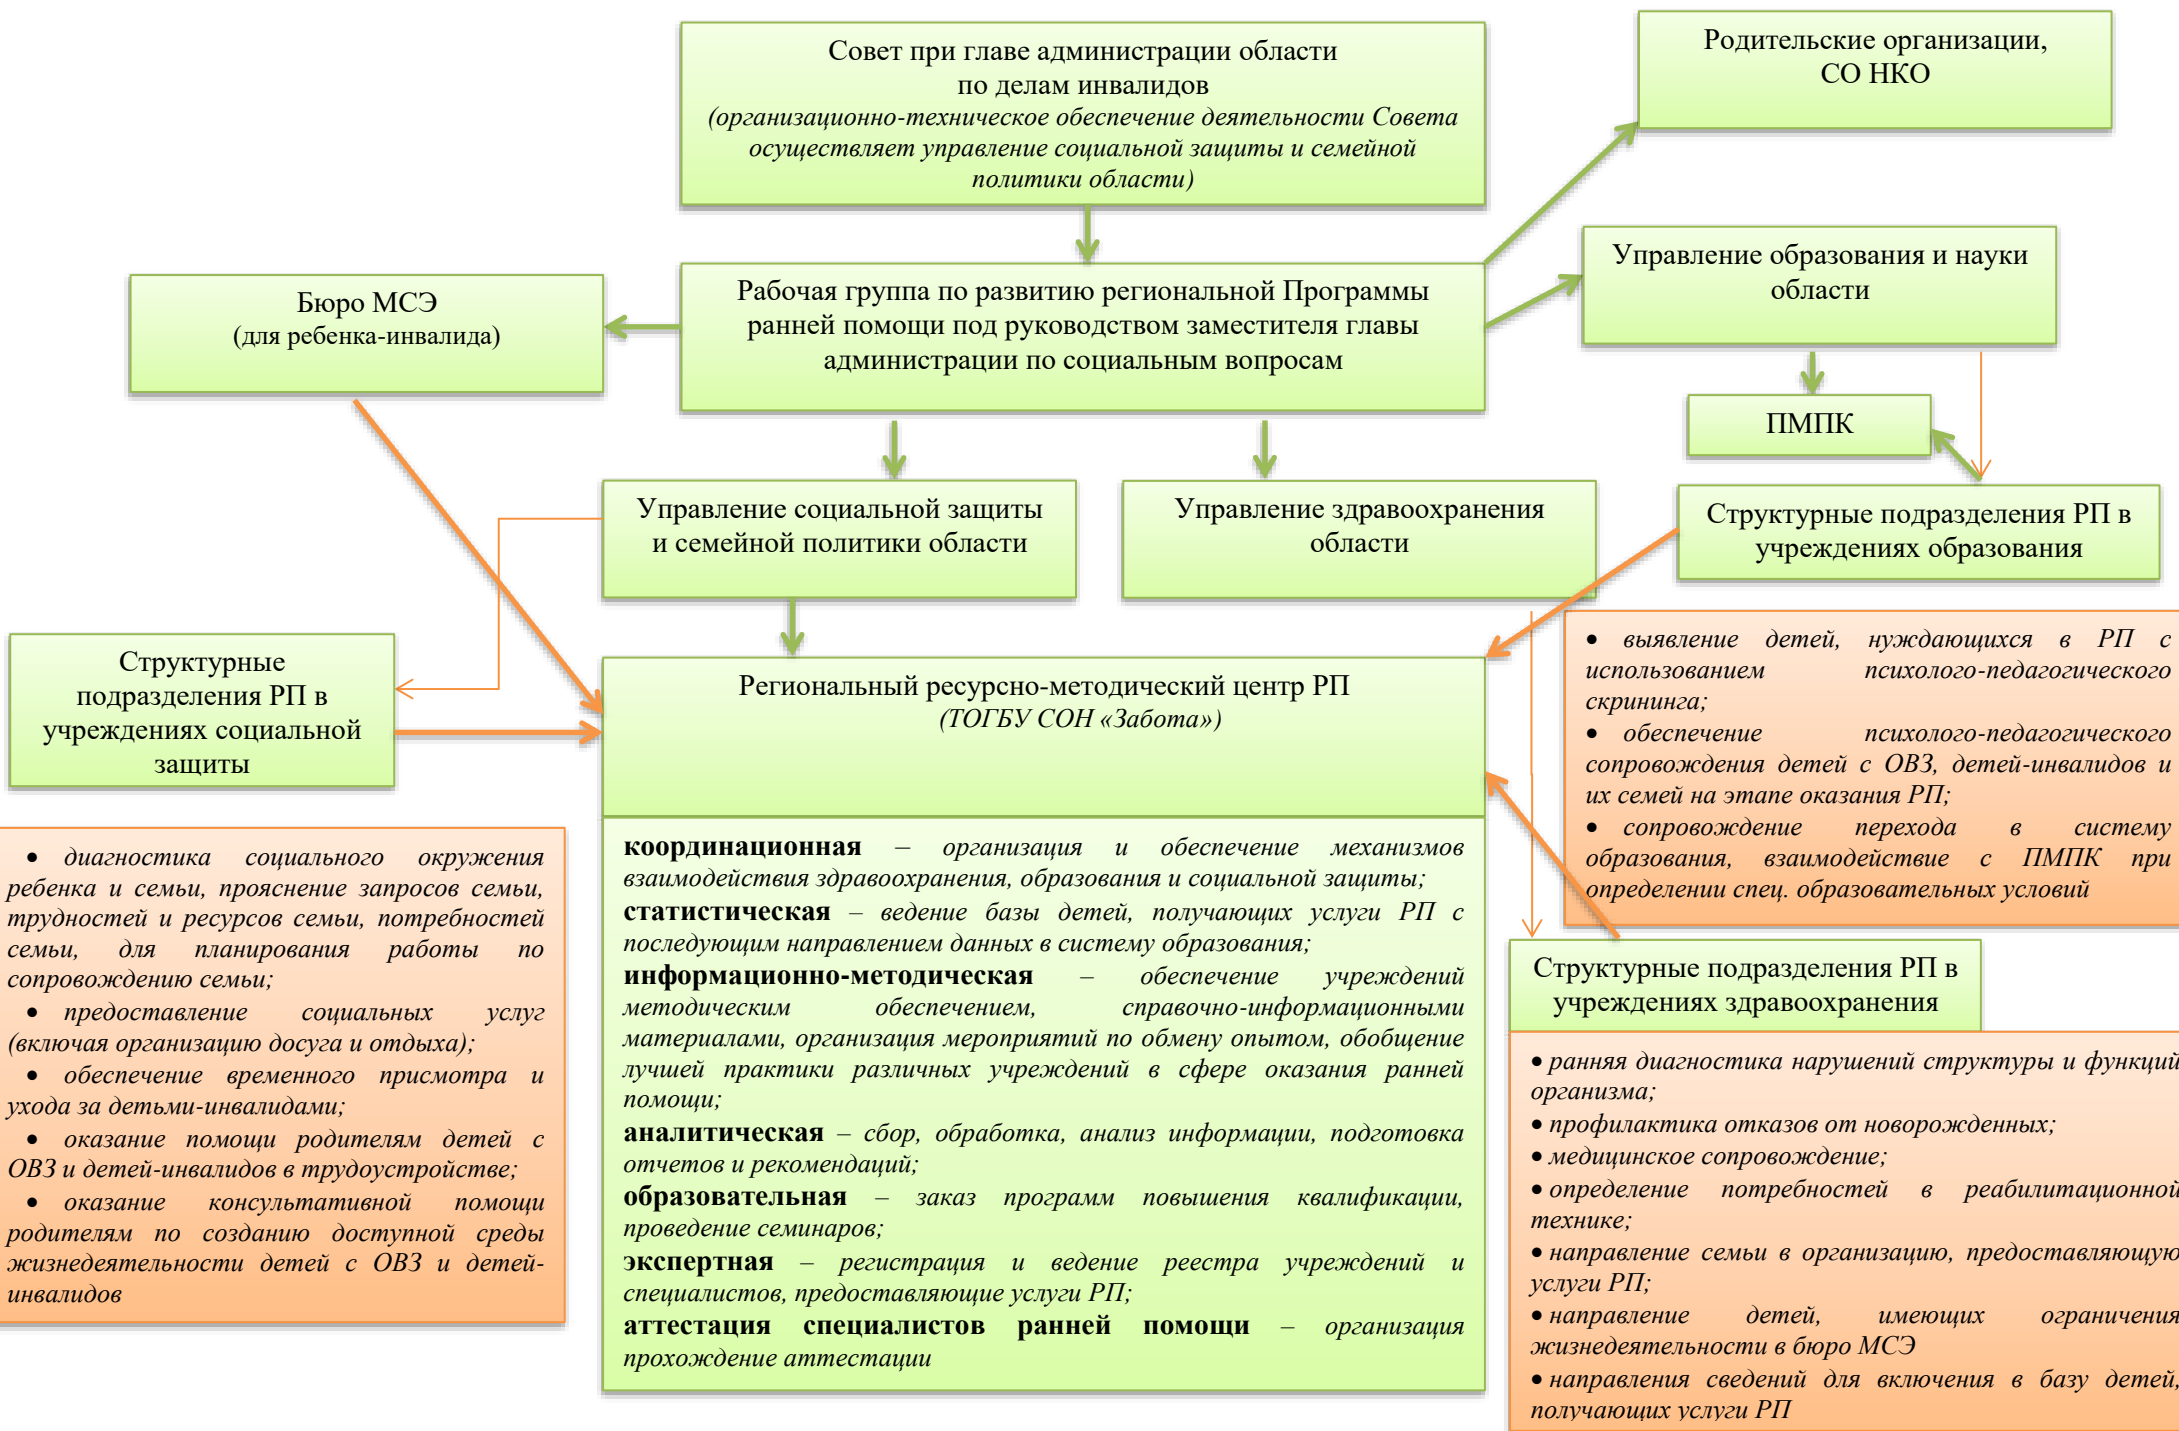 Совет при главе администрации области
по делам инвалидов
(организационно-техническое обеспечение деятельности Совета
осуществляет управление социальной защиты и семейной
политики области)
Родительские организации,
СО НКО
Управление образования и науки
области
Бюро МСЭ
(для ребенка-инвалида)
Рабочая группа по развитию региональной Программы
ранней помощи под руководством заместителя главы
администрации по социальным вопросам
ПМПК
Управление социальной защиты
и семейной политики области
Управление здравоохранения
области
Структурные подразделения РП в
учреждениях образования
Структурные
подразделения РП в
учреждениях социальной
защиты
Региональный ресурсно-методический центр РП
(ТОГБУ СОН «Забота»)
• выявление детей, нуждающихся в РП с
использованием психолого-педагогического
скрининга;
• обеспечение психолого-педагогического
сопровождения детей с ОВЗ, детей-инвалидов и
их семей на этапе оказания РП;
• сопровождение перехода в систему
образования, взаимодействие с ПМПК при
определении спец. образовательных условий
• диагностика социального окружения
ребенка и семьи, прояснение запросов семьи,
трудностей и ресурсов семьи, потребностей
семьи, для планирования работы по
сопровождению семьи;
• предоставление социальных услуг
(включая организацию досуга и отдыха);
• обеспечение временного присмотра и
ухода за детьми-инвалидами;
• оказание помощи родителям детей с
ОВЗ и детей-инвалидов в трудоустройстве;
• оказание консультативной помощи
родителям по созданию доступной среды
жизнедеятельности детей с ОВЗ и детей-
инвалидов
координационная – организация и обеспечение механизмов
взаимодействия здравоохранения, образования и социальной защиты;
статистическая – ведение базы детей, получающих услуги РП с
последующим направлением данных в систему образования;
информационно-методическая – обеспечение учреждений
методическим обеспечением, справочно-информационными
материалами, организация мероприятий по обмену опытом, обобщение
лучшей практики различных учреждений в сфере оказания ранней
помощи;
аналитическая – сбор, обработка, анализ информации, подготовка
отчетов и рекомендаций;
образовательная – заказ программ повышения квалификации,
проведение семинаров;
экспертная – регистрация и ведение реестра учреждений и
специалистов, предоставляющие услуги РП;
аттестация специалистов ранней помощи – организация
прохождение аттестации
Структурные подразделения РП в
учреждениях здравоохранения
• ранняя диагностика нарушений структуры и функций
организма;
• профилактика отказов от новорожденных;
• медицинское сопровождение;
• определение потребностей в реабилитационной
технике;
• направление семьи в организацию, предоставляющую
услуги РП;
• направление детей, имеющих ограничения
жизнедеятельности в бюро МСЭ
• направления сведений для включения в базу детей,
получающих услуги РП